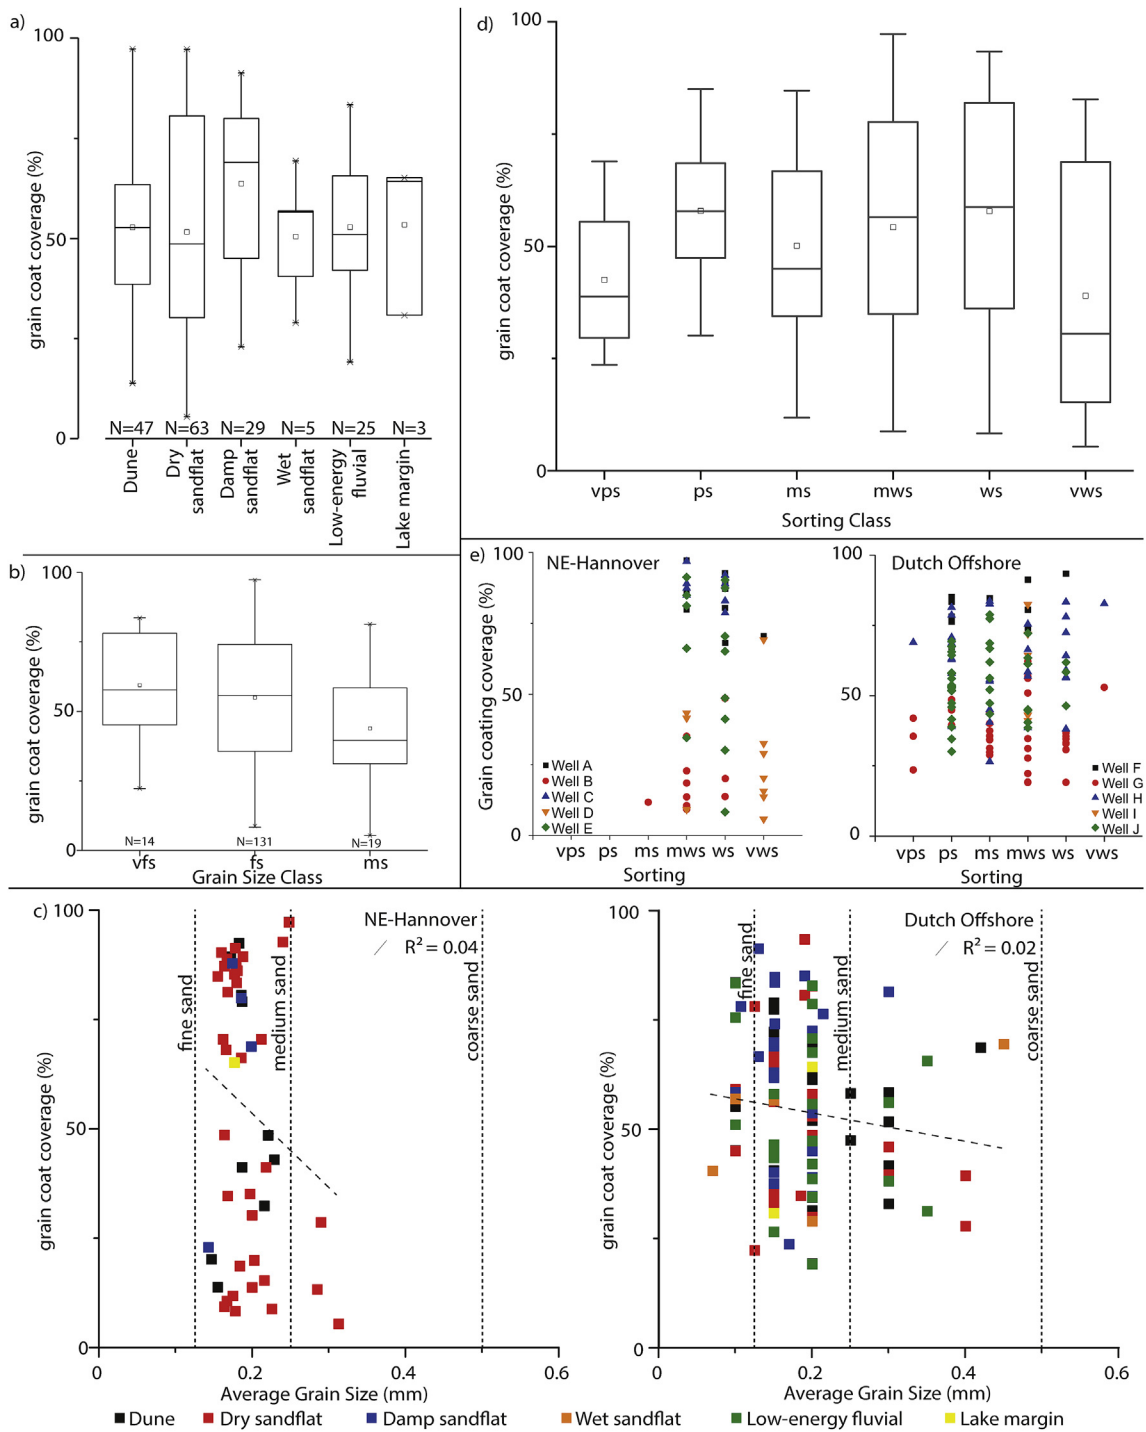 a)
100
50
0
grain coat coverage (%)
N=47 N=63 N=29 N=5 N=25 N=3
Dune
Dry sandflat
Damp sandflat
Wet sandflat
Low-energy fluvial
Lake margin
d)
100
50
0
grain coat coverage (%)
vps ps ms mws ws vws
Sorting Class
b)
100
50
0
grain coat coverage (%)
N=14 N=131 N=19
vfs fs ms
Grain Size Class
e)
100
50
0
Grain coating coverage (%)
NE-Hannover
Well A
Well B
Well C
Well D
Well E
vps ps ms mws ws vws
Sorting
100
50
0
Dutch Offshore
Well F
Well G
Well H
Well I
Well J
vps ps ms mws ws vws
Sorting
c)
100
50
0
grain coat coverage (%)
NE-Hannover
R² = 0.04
fine sand
medium sand
coarse sand
0 0.2 0.4 0.6
Average Grain Size (mm)
100
50
0
grain coat coverage (%)
Dutch Offshore
R² = 0.02
fine sand
medium sand
coarse sand
0 0.2 0.4 0.6
Average Grain Size (mm)
Dune Dry sandflat Damp sandflat Wet sandflat Low-energy fluvial Lake margin